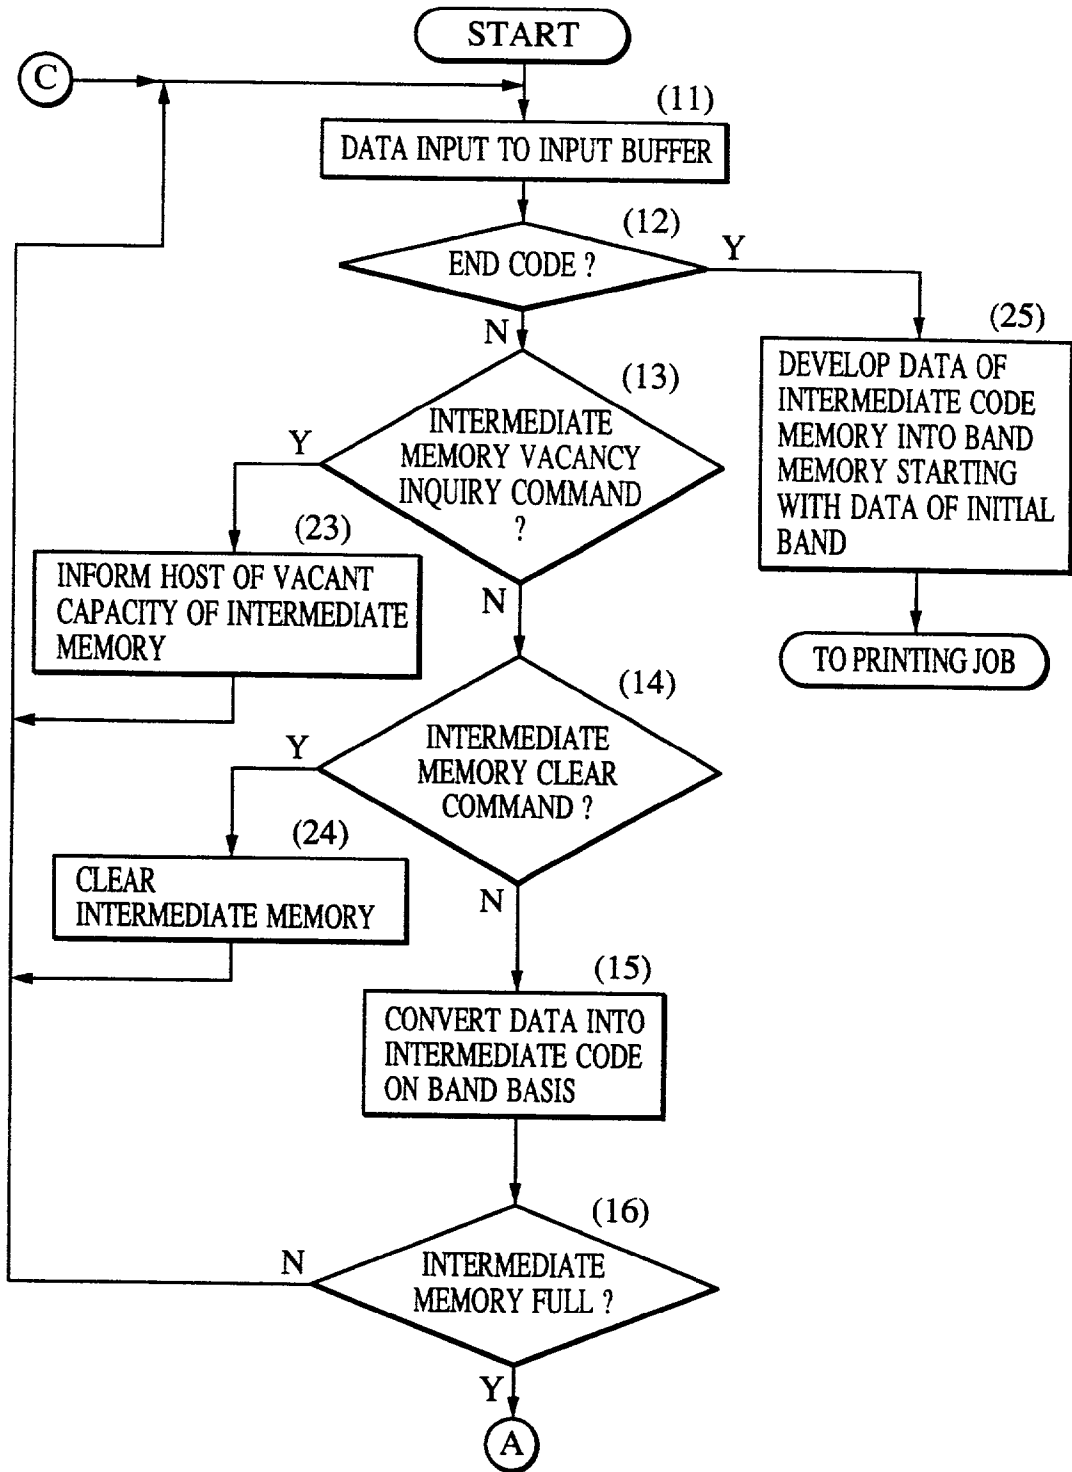 START
C
(11)
DATA INPUT TO INPUT BUFFER
(12)
END CODE ?
Y
N
(25)
DEVELOP DATA OF
INTERMEDIATE CODE
MEMORY INTO BAND
MEMORY STARTING
WITH DATA OF INITIAL
BAND
TO PRINTING JOB
(13)
INTERMEDIATE
MEMORY VACANCY
INQUIRY COMMAND
?
Y
N
(23)
INFORM HOST OF VACANT
CAPACITY OF INTERMEDIATE
MEMORY
(14)
INTERMEDIATE
MEMORY CLEAR
COMMAND ?
Y
N
(24)
CLEAR
INTERMEDIATE MEMORY
(15)
CONVERT DATA INTO
INTERMEDIATE CODE
ON BAND BASIS
(16)
INTERMEDIATE
MEMORY FULL ?
N
Y
A